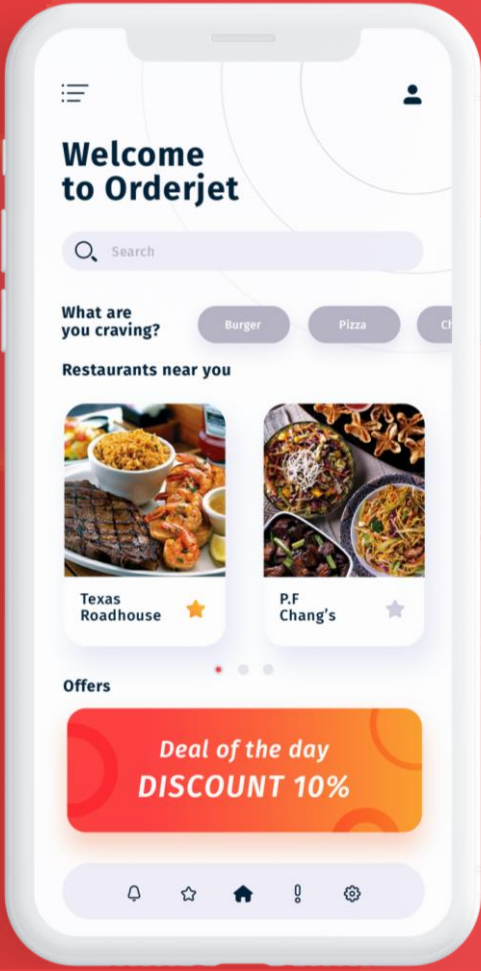 Welcome
to Orderjet
Search
What are
you craving?
Burger
Pizza
Ch
Restaurants near you
Texas
Roadhouse
P.F
Chang's
Offers
Deal of the day
DISCOUNT 10%